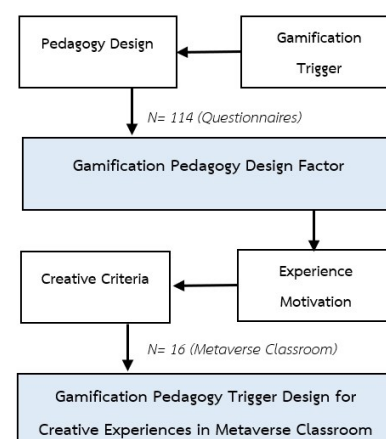 Pedagogy Design
Gamification
Trigger
N= 114 (Questionnaires)
Gamification Pedagogy Design Factor
Creative Criteria
Experience
Motivation
N= 16 (Metaverse Classroom)
Gamification Pedagogy Trigger Design for
Creative Experiences in Metaverse Classroom